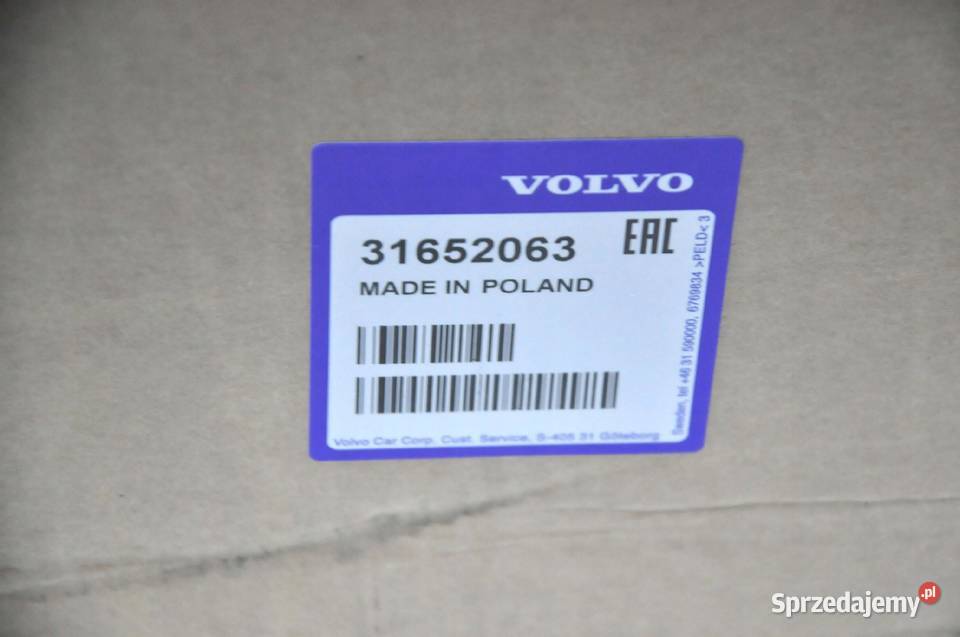 VOLVO
31652063
EAC
MADE IN POLAND
Volvo Car Corp. Cust. Service, S-405 31 Göteborg
Sweden, tel +46 31 590000, 6769834 >PELD< 3
Sprzedajemy.pl